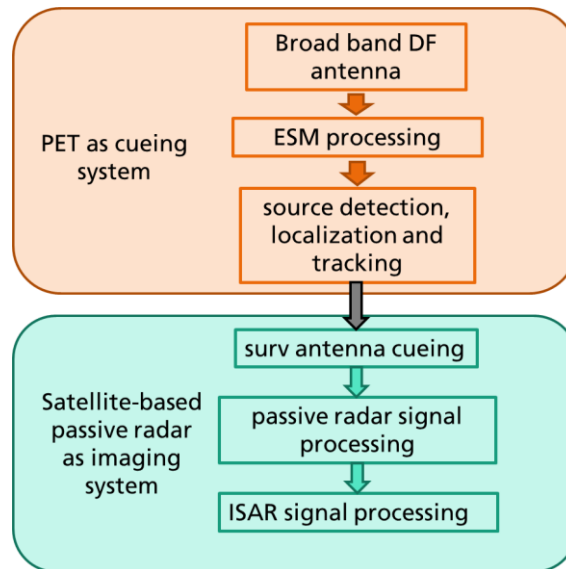 Broad band DF
antenna
PET as cueing
system
ESM processing
source detection,
localization and
tracking
Satellite-based
passive radar
as imaging
system
surv antenna cueing
passive radar signal
processing
ISAR signal processing